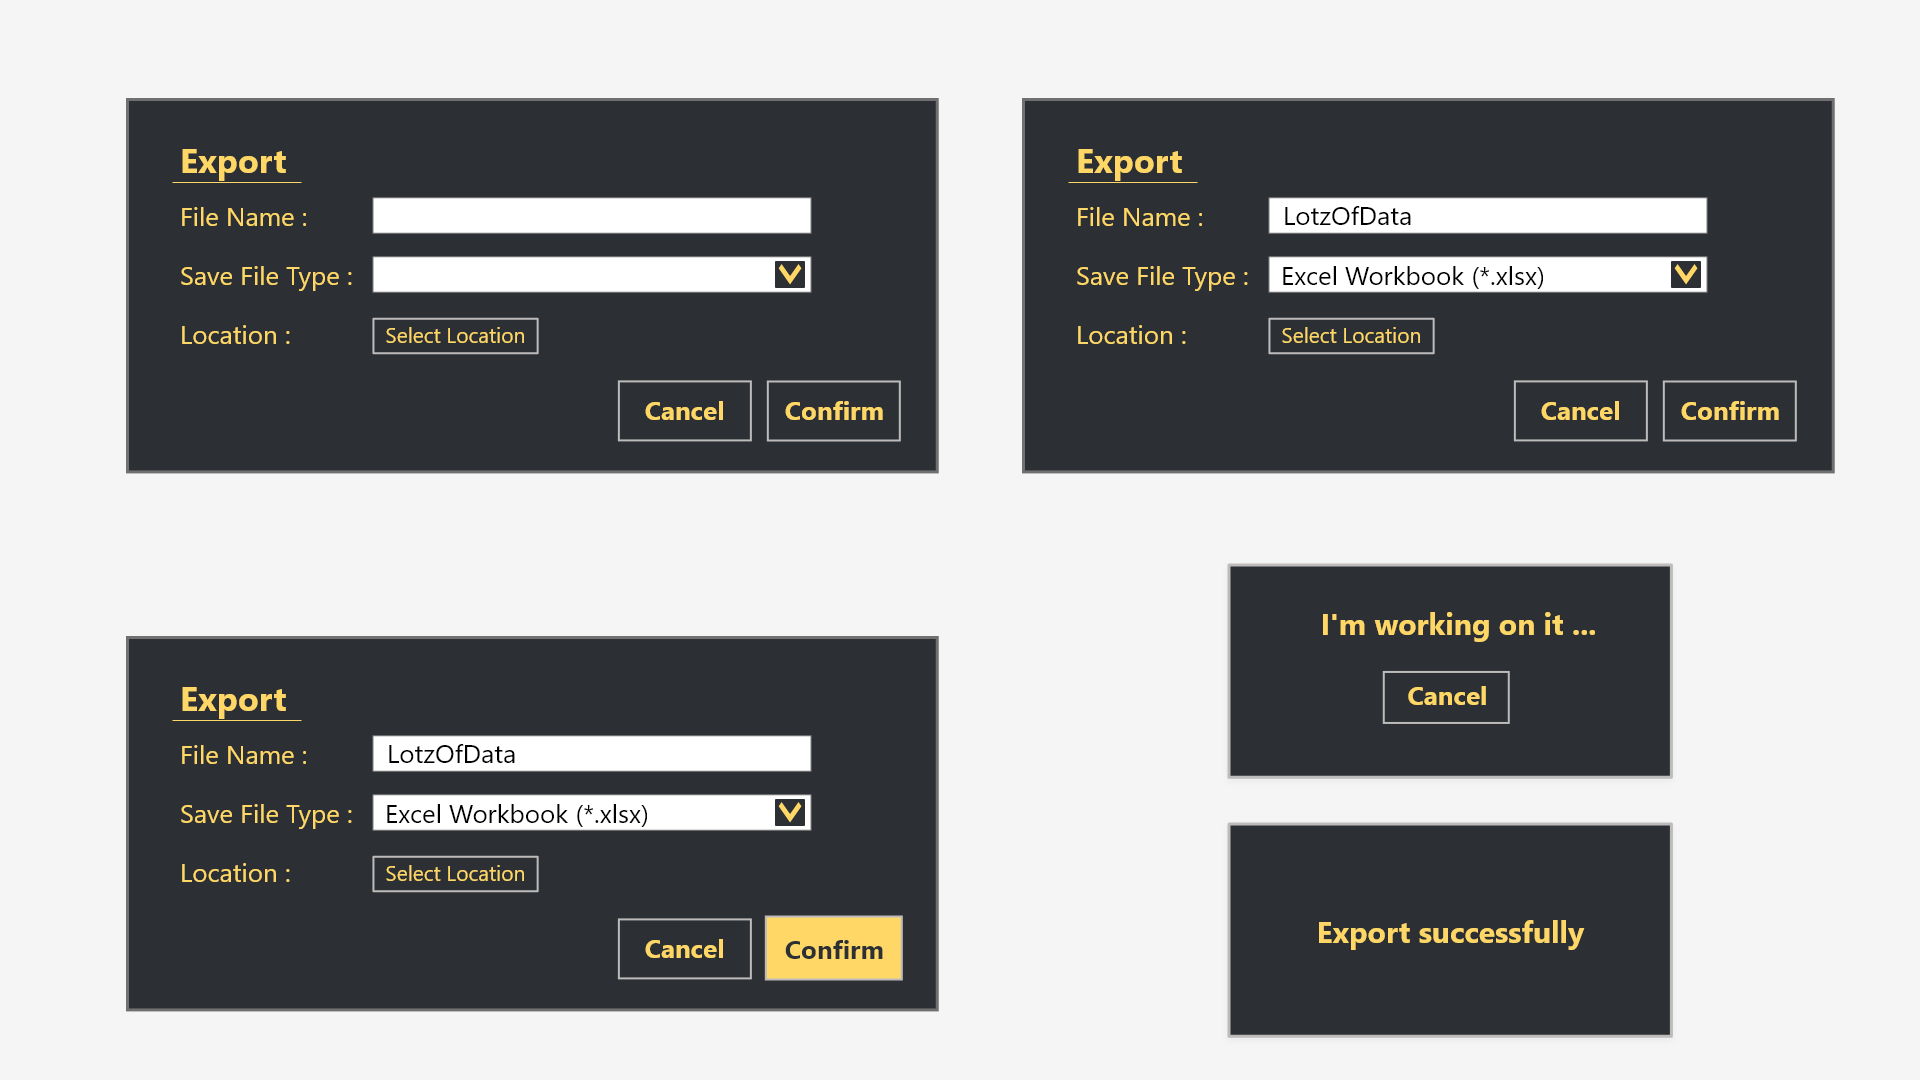 Export
File Name :
Save File Type :
Location : Select Location
Cancel Confirm
Export
File Name : LotzOfData
Save File Type : Excel Workbook (*.xlsx)
Location : Select Location
Cancel Confirm
Export
File Name : LotzOfData
Save File Type : Excel Workbook (*.xlsx)
Location : Select Location
Cancel Confirm
I'm working on it ...
Cancel
Export successfully